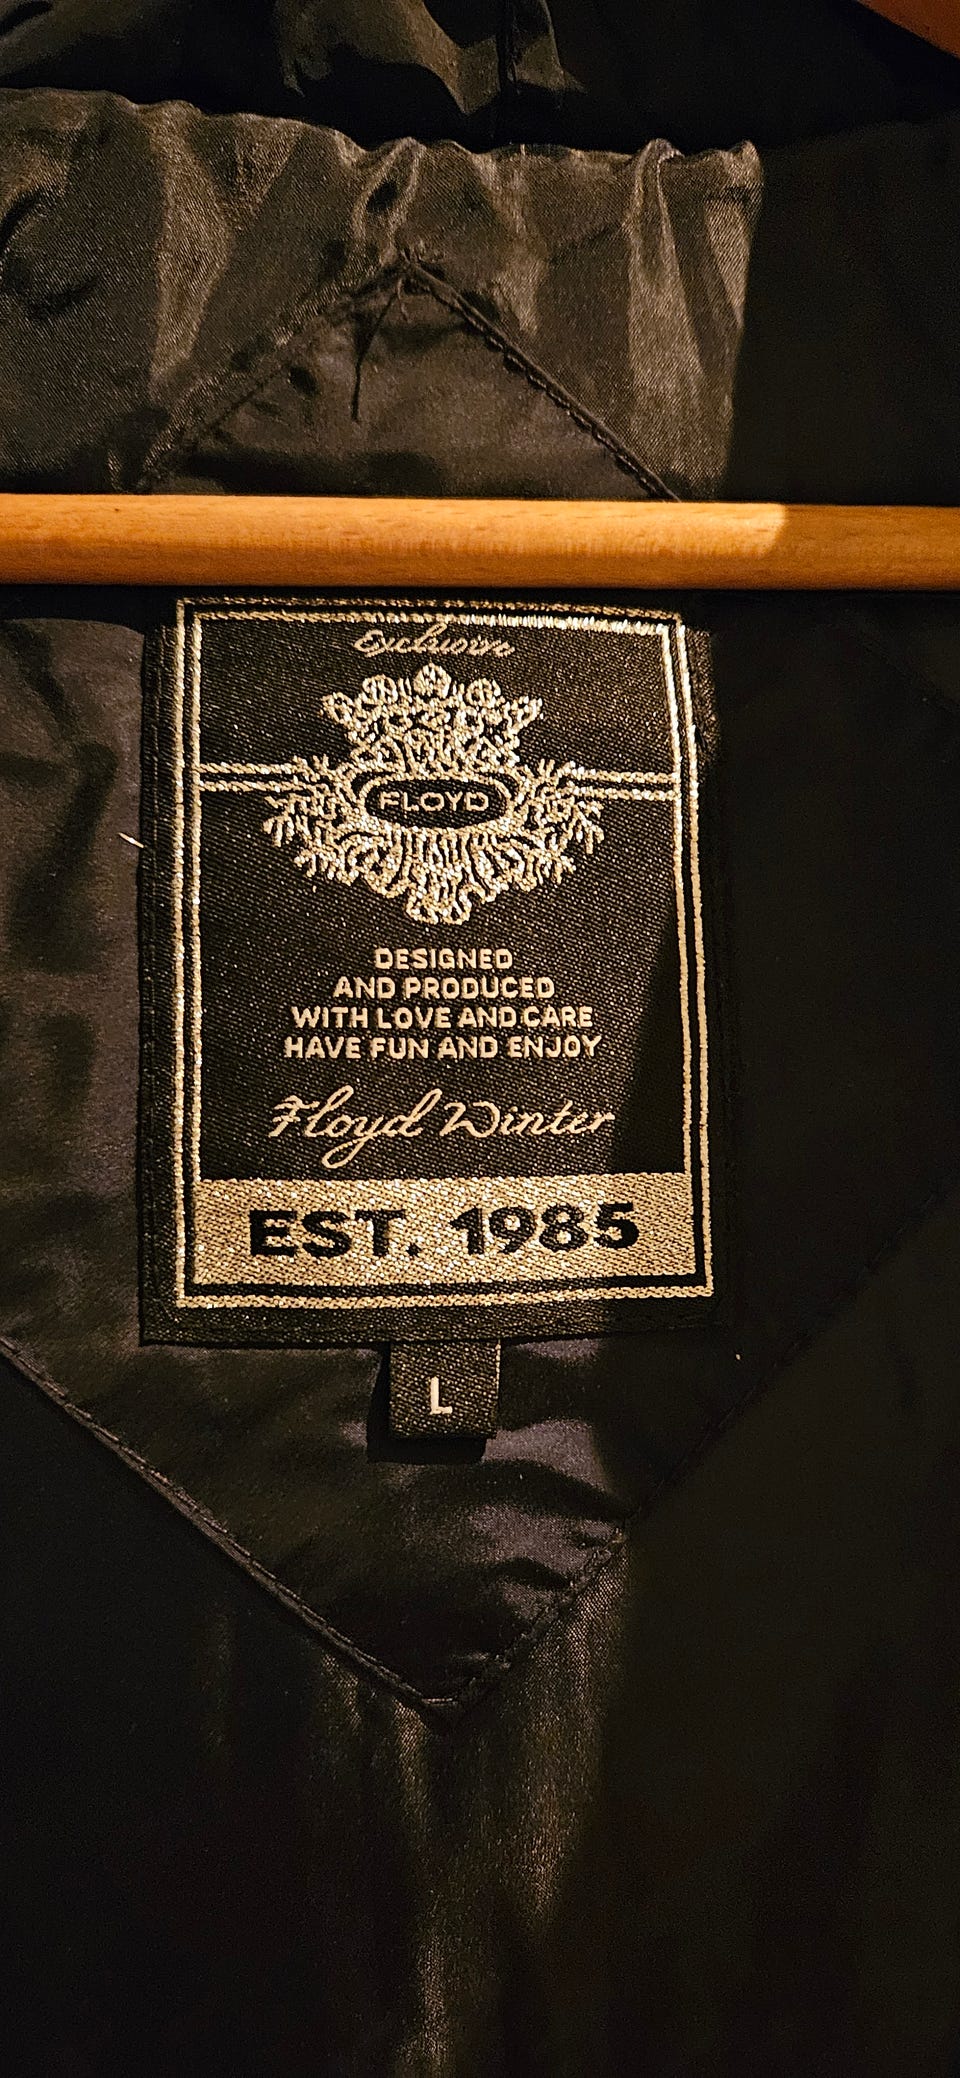 Exclusive
FLOYD
DESIGNED
AND PRODUCED
WITH LOVE AND CARE
HAVE FUN AND ENJOY
Floyd Winter
EST. 1985
L